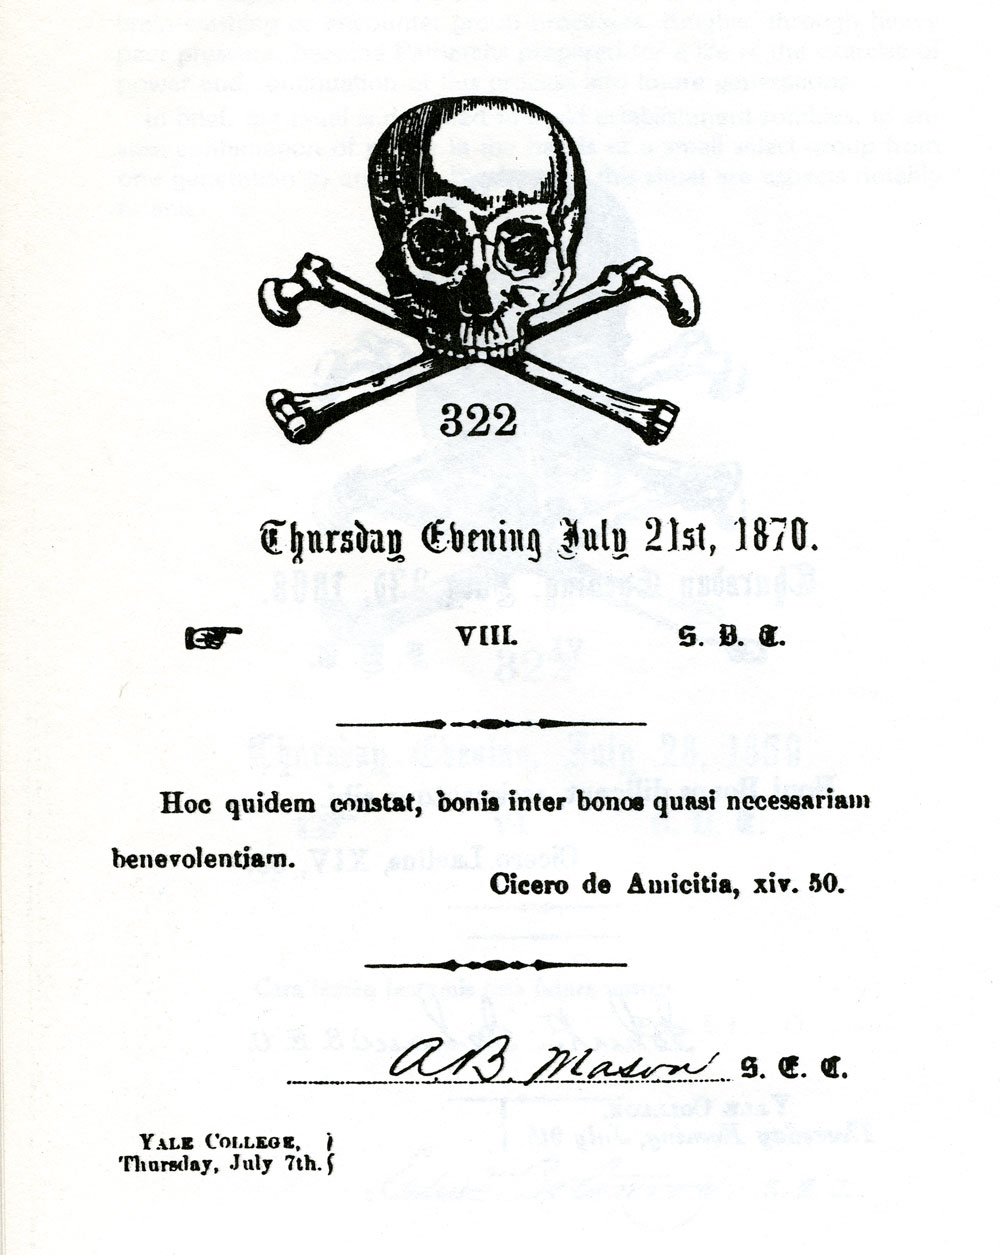 322
Thursday Evening July 21st, 1870.
VIII. S. B. T.
Hoc quidem constat, bonis inter bonos quasi necessariam
benevolentiam.
Cicero de Amicitia, xiv. 50.
A.B. Mason S. E. C.
YALE COLLEGE,
Thursday, July 7th.